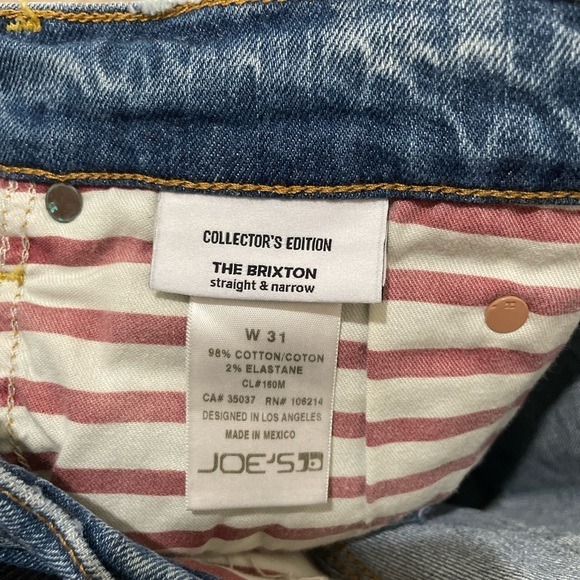 COLLECTOR'S EDITION
THE BRIXTON
straight & narrow
W 31
98% COTTON/COTON
2% ELASTANE
CL#160M
CA# 35037 RN# 106214
DESIGNED IN LOS ANGELES
MADE IN MEXICO
JOE'S